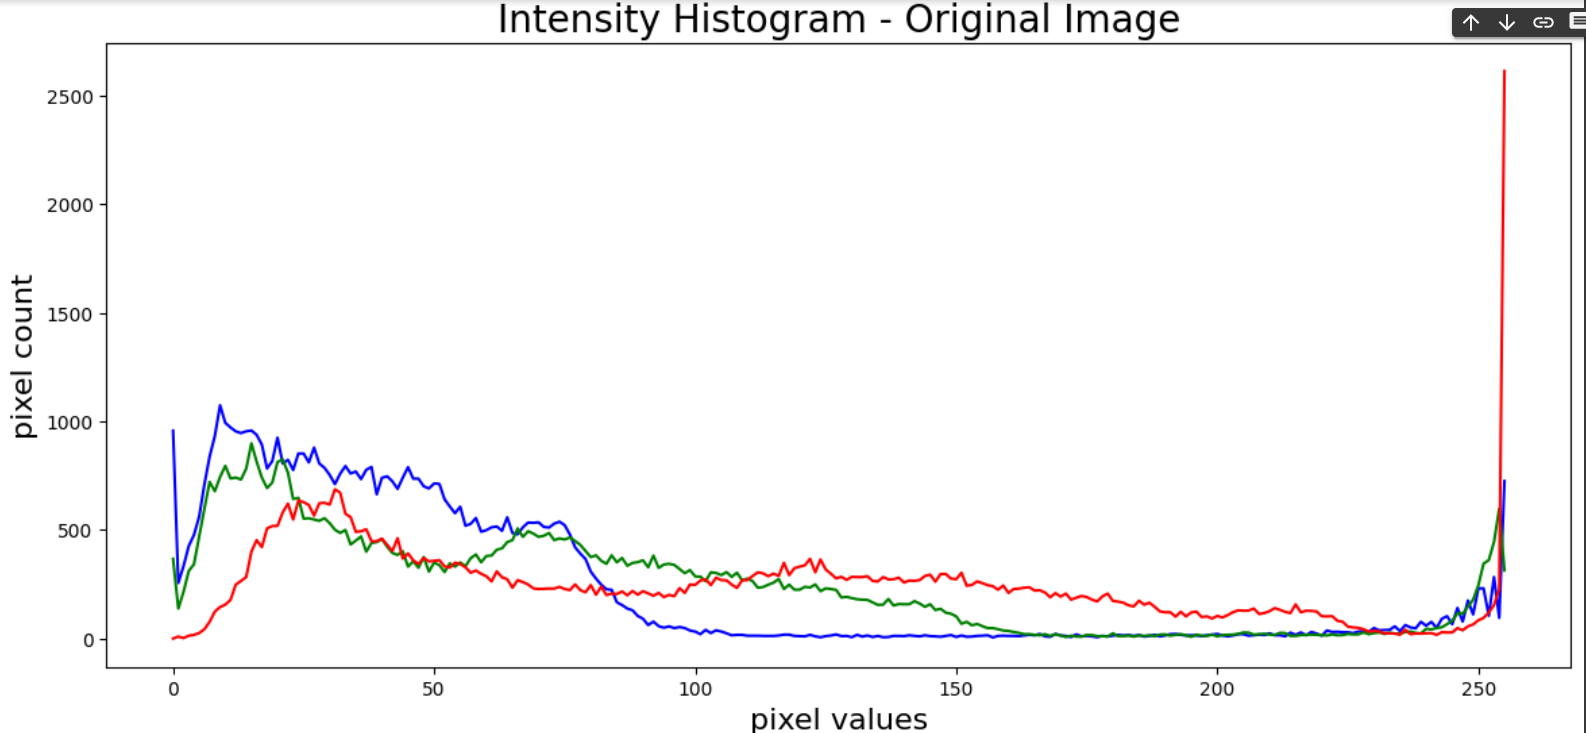 Intensity Histogram - Original Image
2500
2000
1500
1000
500
0
pixel count
0 50 100 150 200 250
pixel values